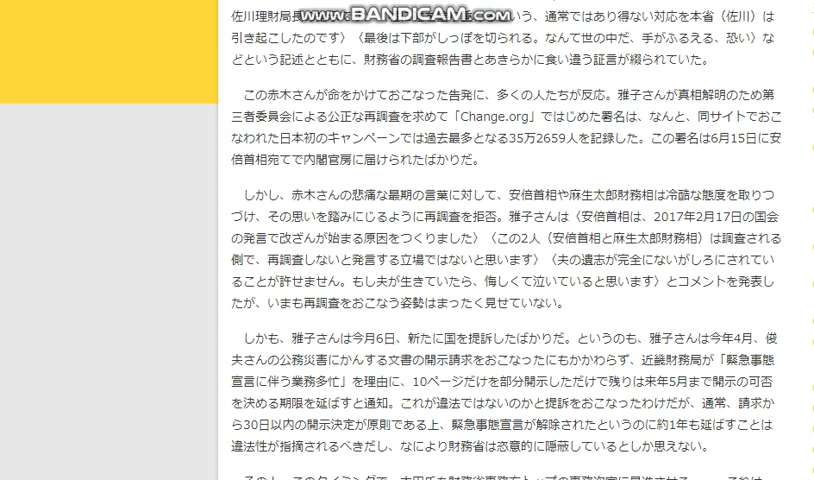 www.BANDICAM.com
佐川理財局長 いう、通常ではあり得ない対応を本省（佐川）は
引き起こしたのです〉〈最後は下部がしっぽを切られる。なんて世の中だ、手がふるえる、恐い〉な
どという記述とともに、財務省の調査報告書とあきらかに食い違う証言が綴られていた。
この赤木さんが命をかけておこなった告発に、多くの人たちが反応。雅子さんが真相解明のため第
三者委員会による公正な再調査を求めて「Change.org」ではじめた署名は、なんと、同サイトでおこ
なわれた日本初のキャンペーンでは過去最多となる35万2659人を記録した。この署名は6月15日に安
倍首相宛てで内閣官房に届けられたばかりだ。
しかし、赤木さんの悲痛な最期の言葉に対して、安倍首相や麻生太郎財務相は冷酷な態度を取りつ
づけ、その思いを踏みにじるように再調査を拒否。雅子さんは〈安倍首相は、2017年2月17日の国会
の発言で改ざんが始まる原因をつくりました〉〈この2人（安倍首相と麻生太郎財務相）は調査される
側で、再調査しないと発言する立場ではないと思います〉〈夫の遺志が完全にないがしろにされてい
ることが許せません。もし夫が生きていたら、悔しくて泣いていると思います〉とコメントを発表し
たが、いまも再調査をおこなう姿勢はまったく見せていない。
しかも、雅子さんは今月6日、新たに国を提訴したばかりだ。というのも、雅子さんは今年4月、俊
夫さんの公務災害にかんする文書の開示請求をおこなったにもかかわらず、近畿財務局が「緊急事態
宣言に伴う業務多忙」を理由に、10ページだけを部分開示しただけで残りは来年5月まで開示の可否
を決める期限を延ばすと通知。これが違法ではないのかと提訴をおこなったわけだが、通常、請求か
ら30日以内の開示決定が原則である上、緊急事態宣言が解除されたというのに約1年も延ばすことは
違法性が指摘されるべきだし、なにより財務省は恣意的に隠蔽しているとしか思えない。